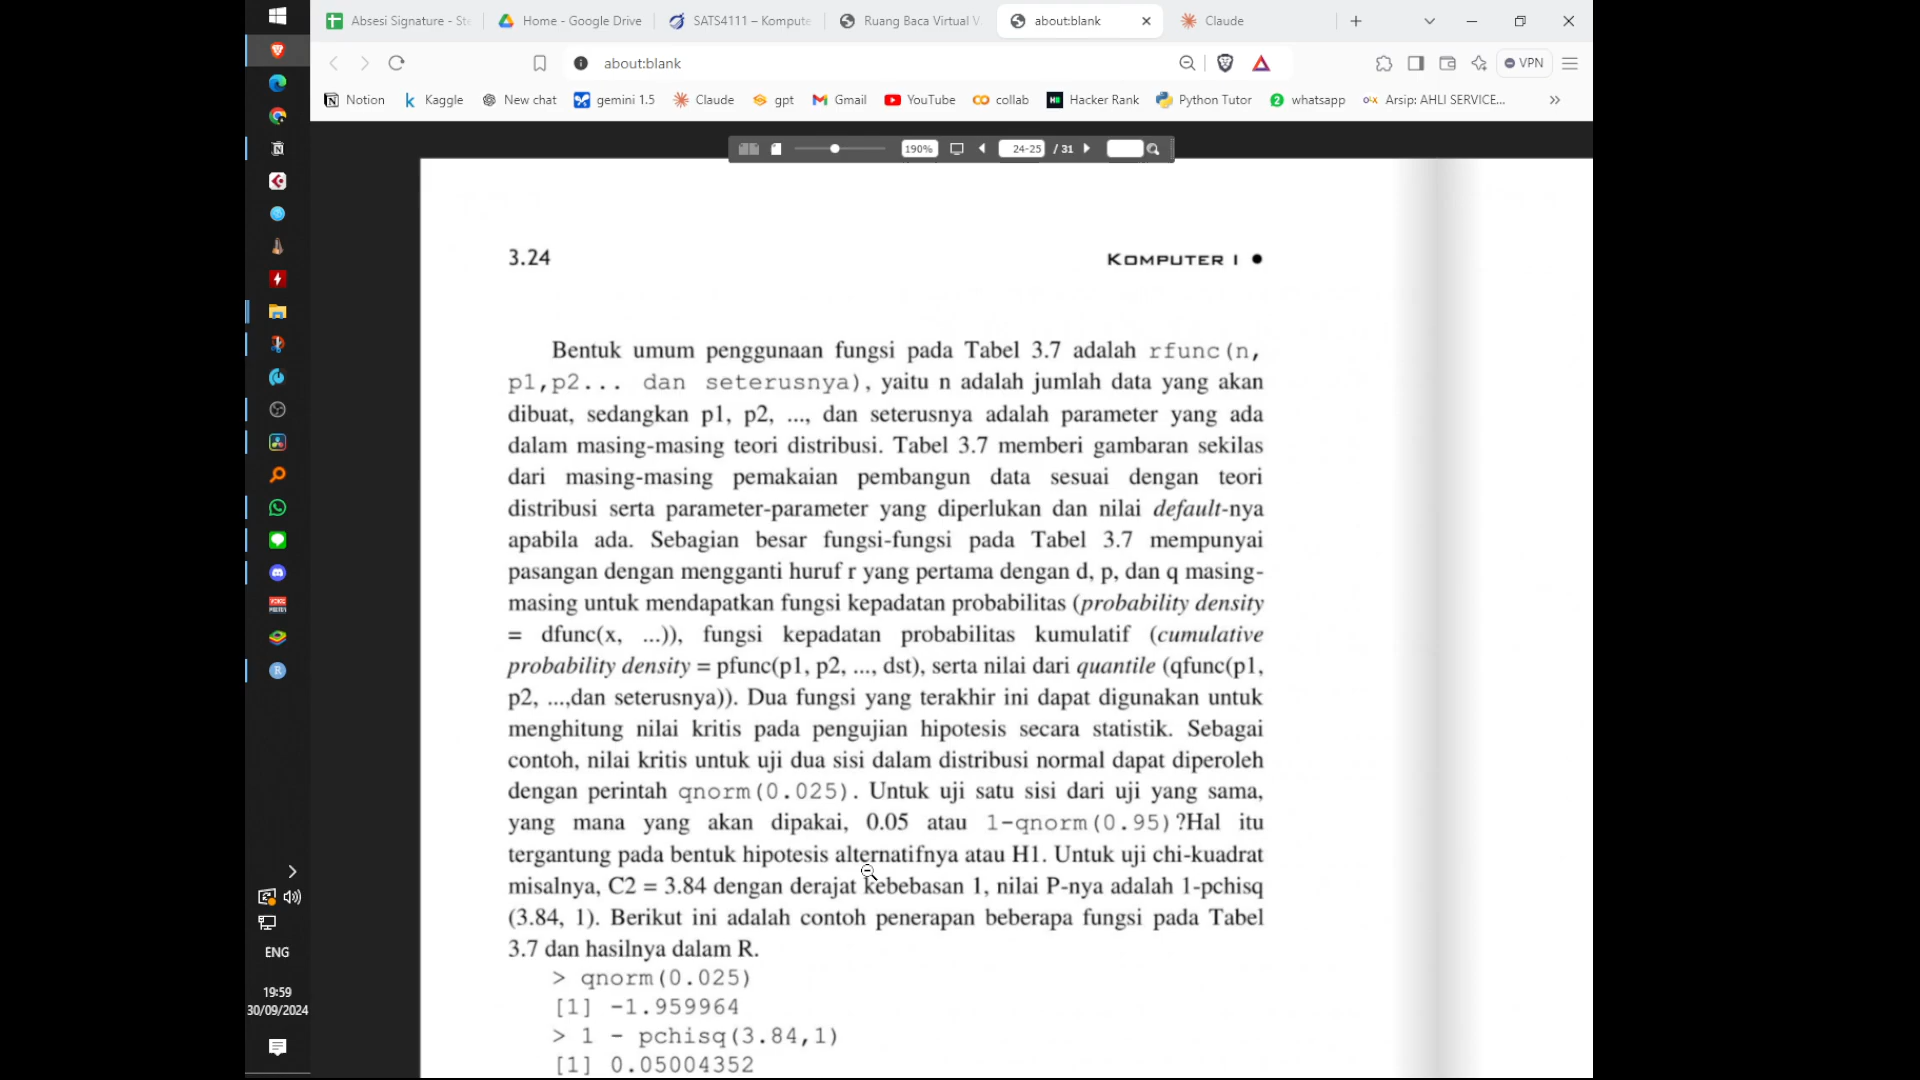 Absesi Signature - Ste
Home - Google Drive
SATS4111 – Kompute
Ruang Baca Virtual V
about:blank
Claude
about:blank
VPN
Notion
Kaggle
New chat
gemini 1.5
Claude
gpt
Gmail
YouTube
collab
Hacker Rank
Python Tutor
whatsapp
Arsip: AHLI SERVICE...
190%
24-25
/ 31
3.24
KOMPUTER I ●
Bentuk umum penggunaan fungsi pada Tabel 3.7 adalah rfunc(n,
p1,p2... dan seterusnya), yaitu n adalah jumlah data yang akan
dibuat, sedangkan p1, p2, ..., dan seterusnya adalah parameter yang ada
dalam masing-masing teori distribusi. Tabel 3.7 memberi gambaran sekilas
dari masing-masing pemakaian pembangun data sesuai dengan teori
distribusi serta parameter-parameter yang diperlukan dan nilai default-nya
apabila ada. Sebagian besar fungsi-fungsi pada Tabel 3.7 mempunyai
pasangan dengan mengganti huruf r yang pertama dengan d, p, dan q masing-
masing untuk mendapatkan fungsi kepadatan probabilitas (probability density
= dfunc(x, ...)), fungsi kepadatan probabilitas kumulatif (cumulative
probability density = pfunc(p1, p2, ..., dst), serta nilai dari quantile (qfunc(p1,
p2, ...,dan seterusnya)). Dua fungsi yang terakhir ini dapat digunakan untuk
menghitung nilai kritis pada pengujian hipotesis secara statistik. Sebagai
contoh, nilai kritis untuk uji dua sisi dalam distribusi normal dapat diperoleh
dengan perintah qnorm(0.025). Untuk uji satu sisi dari uji yang sama,
yang mana yang akan dipakai, 0.05 atau 1-qnorm(0.95)?Hal itu
tergantung pada bentuk hipotesis alternatifnya atau H1. Untuk uji chi-kuadrat
misalnya, C2 = 3.84 dengan derajat kebebasan 1, nilai P-nya adalah 1-pchisq
(3.84, 1). Berikut ini adalah contoh penerapan beberapa fungsi pada Tabel
3.7 dan hasilnya dalam R.
> qnorm(0.025)
[1] -1.959964
> 1 - pchisq(3.84,1)
[1] 0.05004352
ENG
19:59
30/09/2024